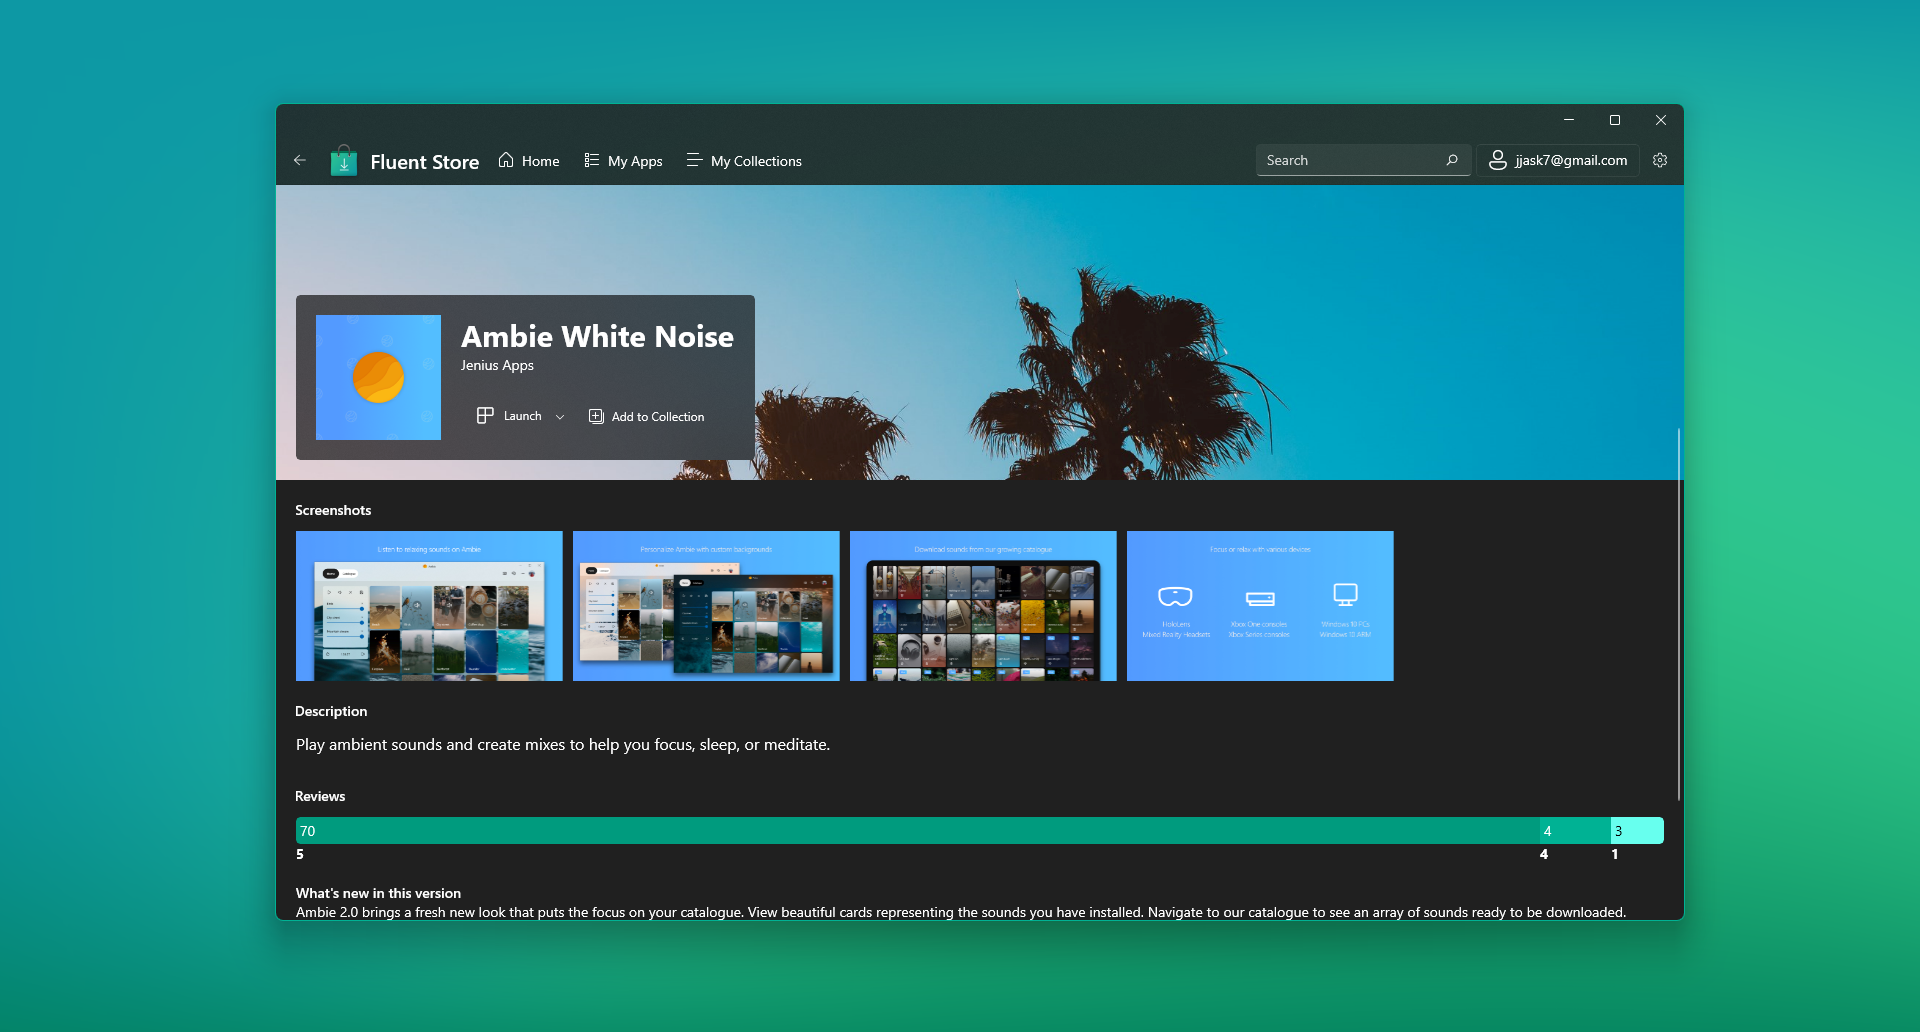 Fluent Store
Home
My Apps
My Collections
Search
jjask7@gmail.com
Ambie White Noise
Jenius Apps
Launch
Add to Collection
Screenshots
Listen to relaxing sounds on Ambie
Personalize Ambie with custom backgrounds
Download sounds from our growing catalogue
Focus or relax with various devices
HoloLens
Mixed Reality Headsets
Xbox One consoles
Xbox Series consoles
Windows 10 PCs
Windows 10 ARM
Description
Play ambient sounds and create mixes to help you focus, sleep, or meditate.
Reviews
70 4 3
5 4 1
What's new in this version
Ambie 2.0 brings a fresh new look that puts the focus on your catalogue. View beautiful cards representing the sounds you have installed. Navigate to our catalogue to see an array of sounds ready to be downloaded.